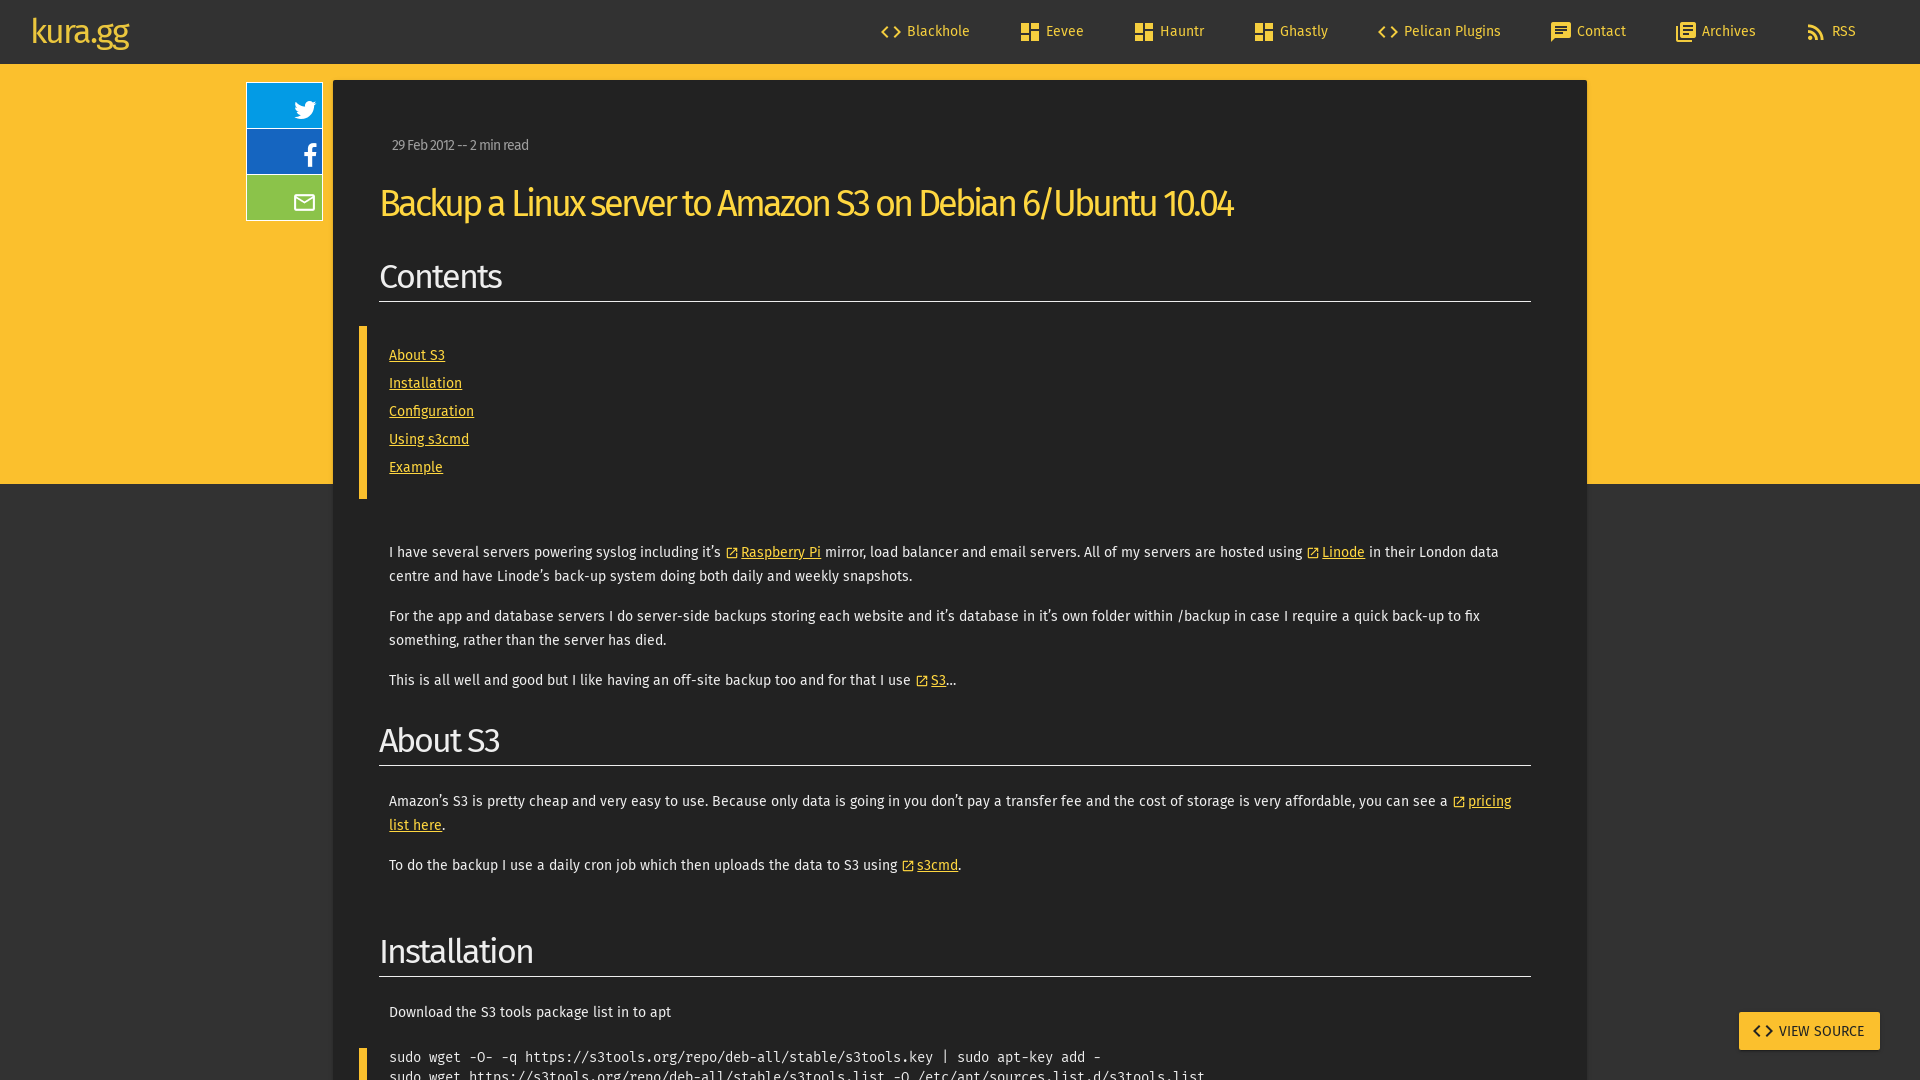 kura.gg
Blackhole
Eevee
Hauntr
Ghastly
Pelican Plugins
Contact
Archives
RSS
29 Feb 2012 -- 2 min read
Backup a Linux server to Amazon S3 on Debian 6/Ubuntu 10.04
Contents
About S3
Installation
Configuration
Using s3cmd
Example
I have several servers powering syslog including it’s Raspberry Pi mirror, load balancer and email servers. All of my servers are hosted using Linode in their London data
centre and have Linode’s back-up system doing both daily and weekly snapshots.
For the app and database servers I do server-side backups storing each website and it’s database in it’s own folder within /backup in case I require a quick back-up to fix
something, rather than the server has died.
This is all well and good but I like having an off-site backup too and for that I use S3…
About S3
Amazon’s S3 is pretty cheap and very easy to use. Because only data is going in you don’t pay a transfer fee and the cost of storage is very affordable, you can see a pricing
list here.
To do the backup I use a daily cron job which then uploads the data to S3 using s3cmd.
Installation
Download the S3 tools package list in to apt
sudo wget -O- -q https://s3tools.org/repo/deb-all/stable/s3tools.key | sudo apt-key add -
sudo wget https://s3tools.org/repo/deb-all/stable/s3tools.list -O /etc/apt/sources.list.d/s3tools.list
VIEW SOURCE